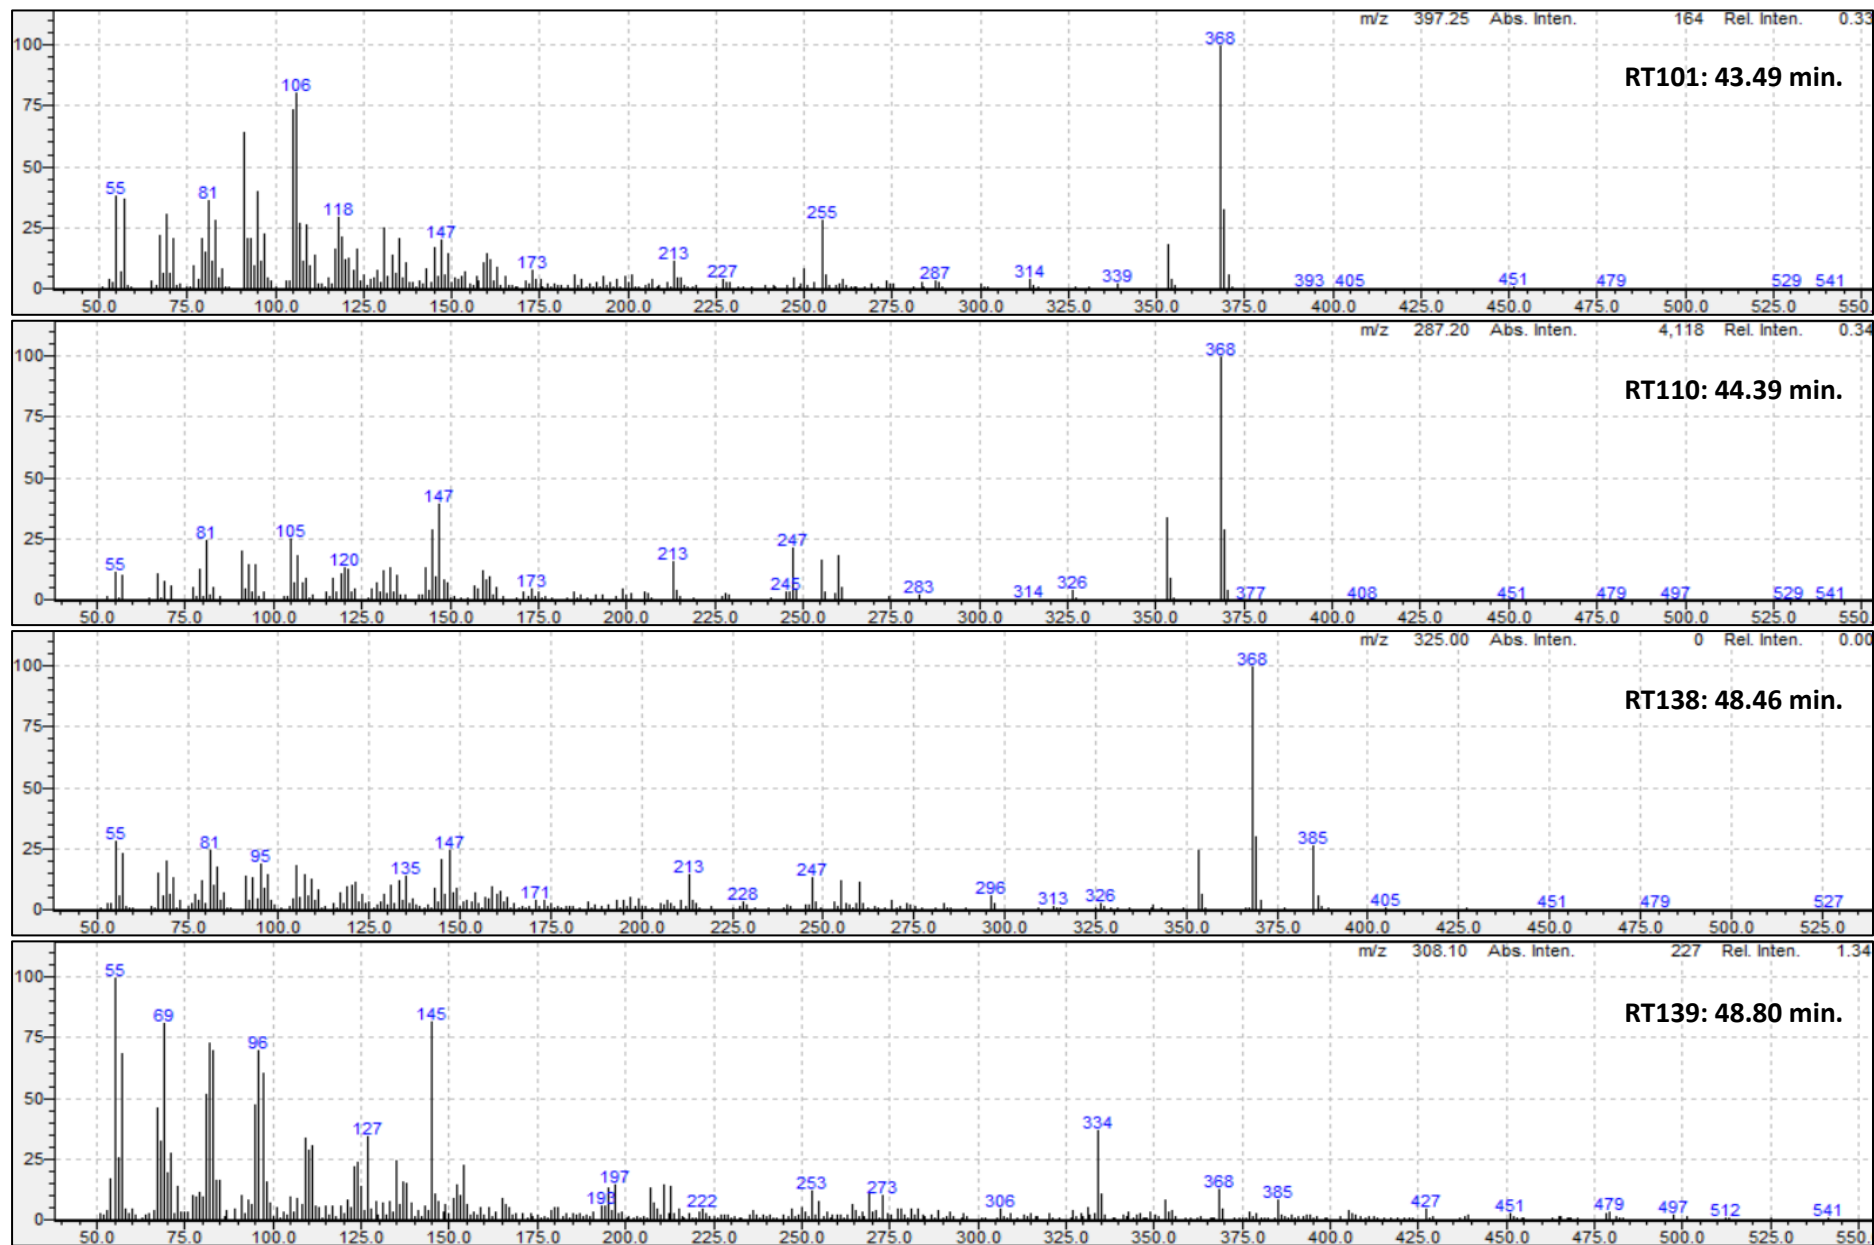 m/z 397.25 Abs. Inten. 164 Rel. Inten. 0.33
100 368
RT101: 43.49 min.
106
75
50
55 81 118 147 255
25
173 213 227 287 314 339 393 405 451 479 529 541
0
50.0 75.0 100.0 125.0 150.0 175.0 200.0 225.0 250.0 275.0 300.0 325.0 350.0 375.0 400.0 425.0 450.0 475.0 500.0 525.0 550.
m/z 287.20 Abs. Inten. 4,118 Rel. Inten. 0.34
100 368
RT110: 44.39 min.
75
50
147
25 55 81 105 120 173 213 245 247 283 314 326 377 408 451 479 497 529 541
0
50.0 75.0 100.0 125.0 150.0 175.0 200.0 225.0 250.0 275.0 300.0 325.0 350.0 375.0 400.0 425.0 450.0 475.0 500.0 525.0 550.
m/z 325.00 Abs. Inten. 0 Rel. Inten. 0.00
100 368
RT138: 48.46 min.
75
50
25 55 81 95 135 147 171 213 228 247 296 313 326 385 405 451 479 527
0
50.0 75.0 100.0 125.0 150.0 175.0 200.0 225.0 250.0 275.0 300.0 325.0 350.0 375.0 400.0 425.0 450.0 475.0 500.0 525.0
m/z 308.10 Abs. Inten. 227 Rel. Inten. 1.34
100 55
RT139: 48.80 min.
75 69 96 145
50
127 334
25 193 197 222 253 273 306 368 385 427 451 479 497 512 541
0
50.0 75.0 100.0 125.0 150.0 175.0 200.0 225.0 250.0 275.0 300.0 325.0 350.0 375.0 400.0 425.0 450.0 475.0 500.0 525.0 550.